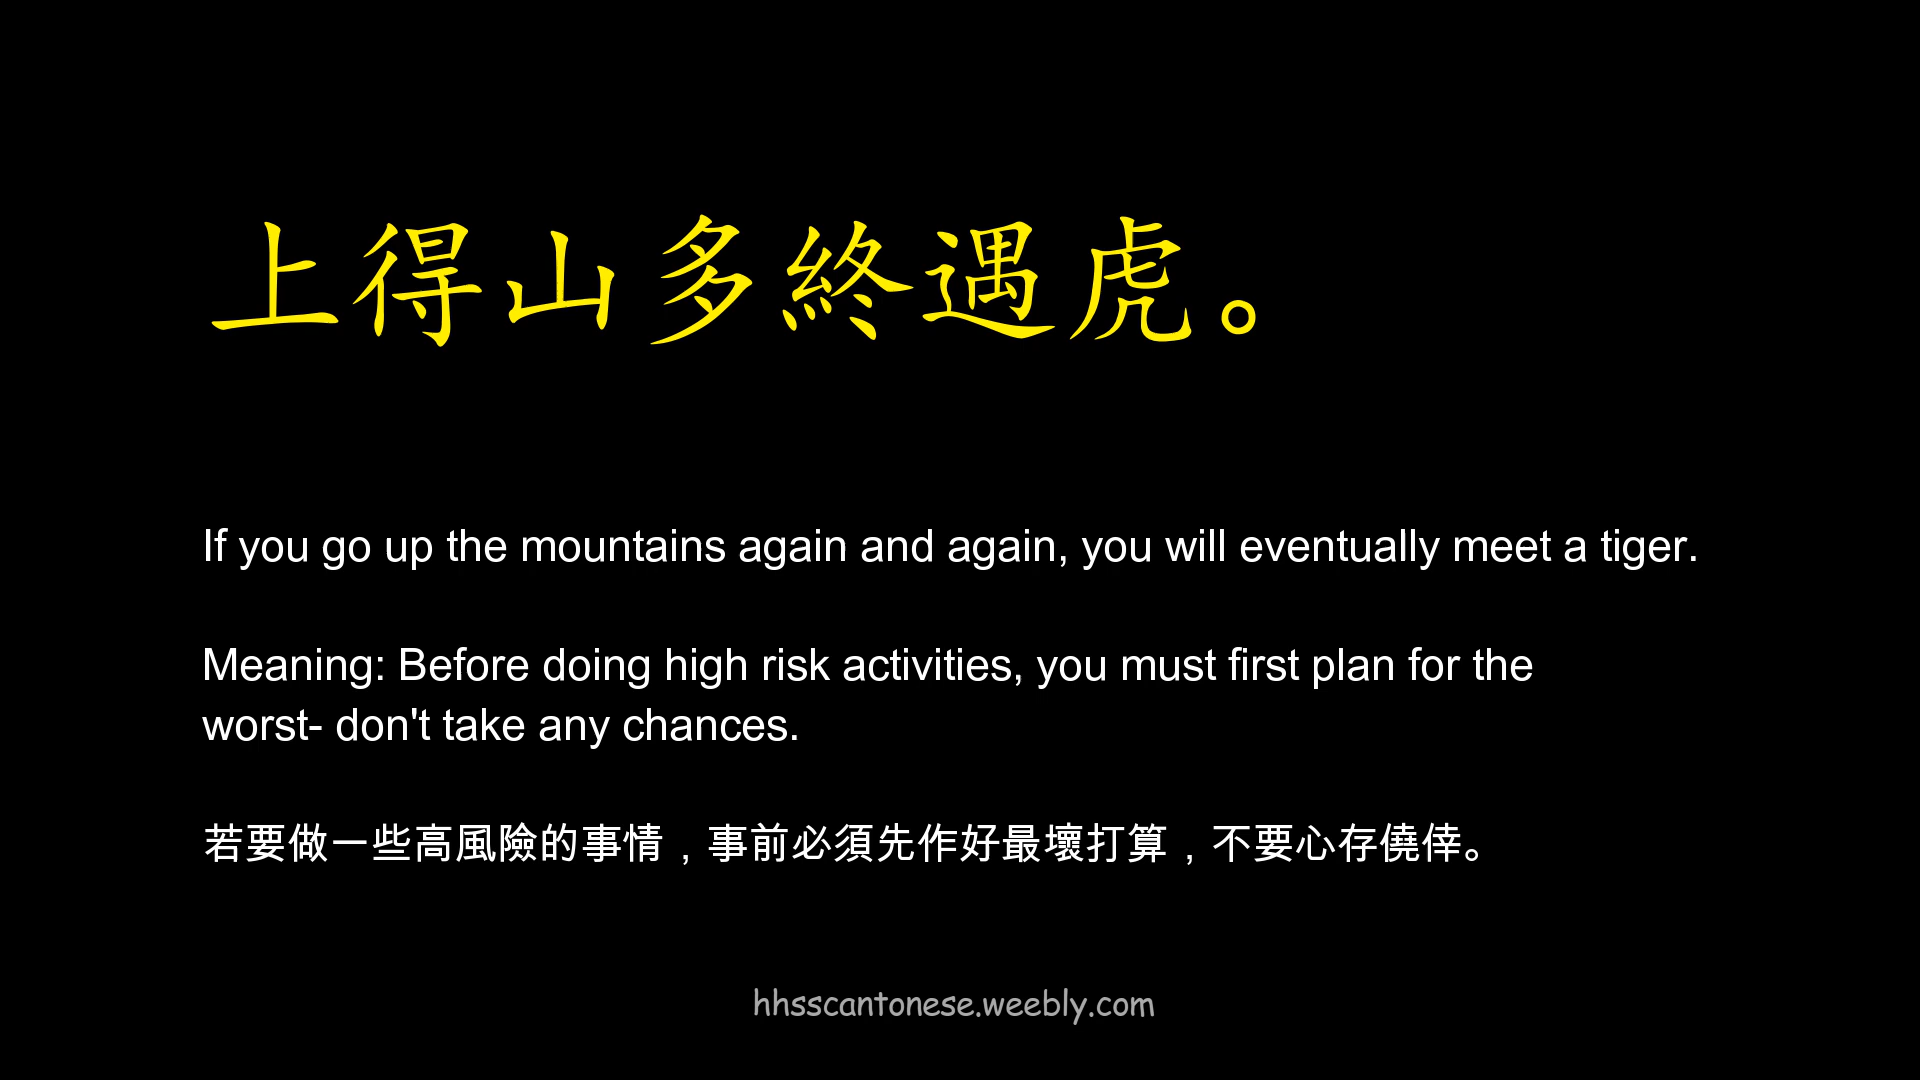 上得山多終遇虎。
If you go up the mountains again and again, you will eventually meet a tiger.
Meaning: Before doing high risk activities, you must first plan for the
worst- don't take any chances.
若要做一些高風險的事情，事前必須先作好最壞打算，不要心存僥倖。
hhsscantonese.weebly.com